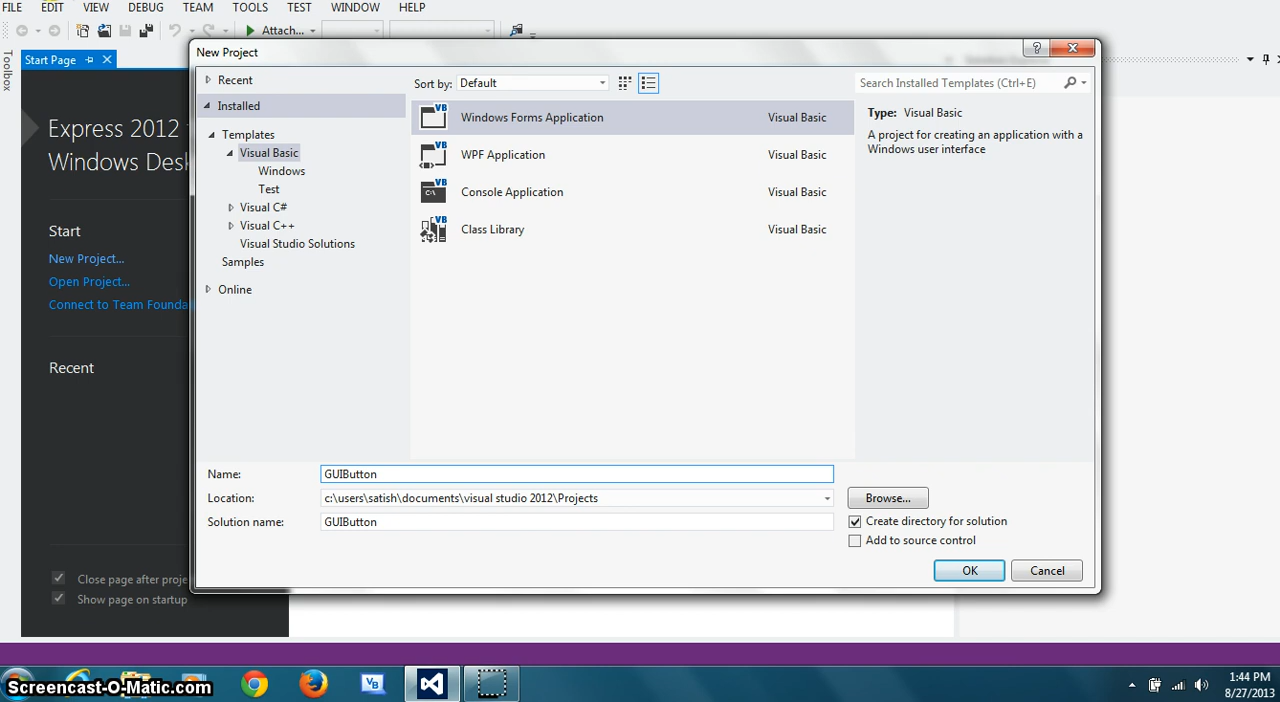 FILE EDIT VIEW DEBUG TEAM TOOLS TEST WINDOW HELP
Attach...
Toolbox
Start Page
Express 2012
Windows Desk
Start
New Project...
Open Project...
Connect to Team Founda
Recent
Close page after proje
Show page on startup
New Project
?
Recent
Installed
Templates
Visual Basic
Windows
Test
Visual C#
Visual C++
Visual Studio Solutions
Samples
Online
Sort by: Default
Search Installed Templates (Ctrl+E)
VB Windows Forms Application Visual Basic
VB WPF Application Visual Basic
VB C:\ Console Application Visual Basic
VB Class Library Visual Basic
Type: Visual Basic
A project for creating an application with a
Windows user interface
Name: GUIButton
Location: c:\users\satish\documents\visual studio 2012\Projects
Browse...
Solution name: GUIButton
Create directory for solution
Add to source control
OK Cancel
Screencast-O-Matic.com
VB
1:44 PM
8/27/2013